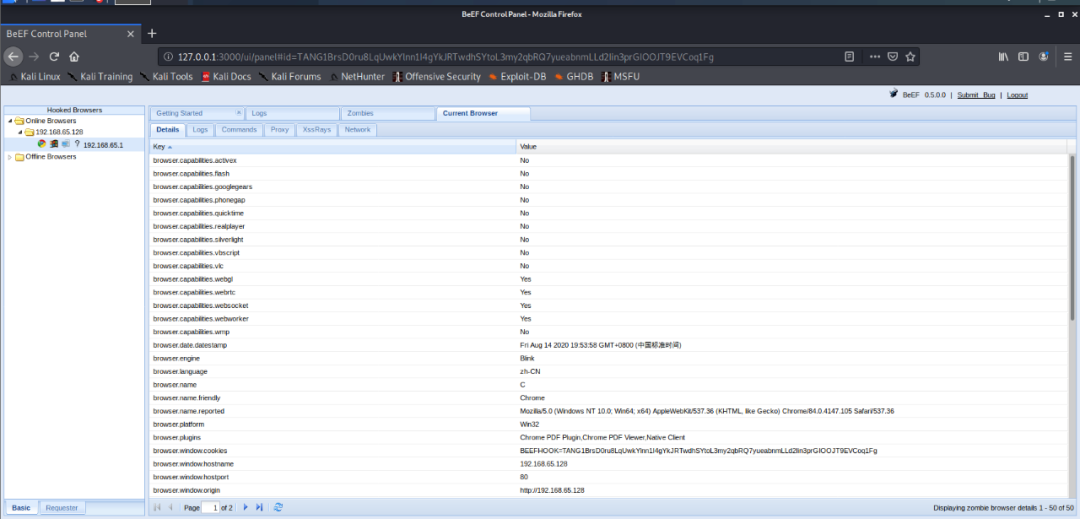 BeEF Control Panel - Mozilla Firefox
BeEF Control Panel
127.0.0.1:3000/ui/panel#id=TANG1BrsD0ru8LqUwkYlnn1I4gYkJRTwdhSYtoL3my2qbRQ7yueabnmLLd2lin3prGIOOJT9EVCoq1Fg
Kali Linux Kali Training Kali Tools Kali Docs Kali Forums NetHunter Offensive Security Exploit-DB GHDB MSFU
BeEF 0.5.0.0 | Submit Bug | Logout
Hooked Browsers
Online Browsers
192.168.65.128
? 192.168.65.1
Offline Browsers
Getting Started Logs Zombies Current Browser
Details Logs Commands Proxy XssRays Network
Key Value
browser.capabilities.activex No
browser.capabilities.flash No
browser.capabilities.googlegears No
browser.capabilities.phonegap No
browser.capabilities.quicktime No
browser.capabilities.realplayer No
browser.capabilities.silverlight No
browser.capabilities.vbscript No
browser.capabilities.vlc No
browser.capabilities.webgl Yes
browser.capabilities.webrtc Yes
browser.capabilities.websocket Yes
browser.capabilities.webworker Yes
browser.capabilities.wmp No
browser.date.datestamp Fri Aug 14 2020 19:53:58 GMT+0800 (中国标准时间)
browser.engine Blink
browser.language zh-CN
browser.name C
browser.name.friendly Chrome
browser.name.reported Mozilla/5.0 (Windows NT 10.0; Win64; x64) AppleWebKit/537.36 (KHTML, like Gecko) Chrome/84.0.4147.105 Safari/537.36
browser.platform Win32
browser.plugins Chrome PDF Plugin,Chrome PDF Viewer,Native Client
browser.window.cookies BEEFHOOK=TANG1BrsD0ru8LqUwkYlnn1I4gYkJRTwdhSYtoL3my2qbRQ7yueabnmLLd2lin3prGIOOJT9EVCoq1Fg
browser.window.hostname 192.168.65.128
browser.window.hostport 80
browser.window.origin http://192.168.65.128
Basic Requester
Page 1 of 2
Displaying zombie browser details 1 - 50 of 50